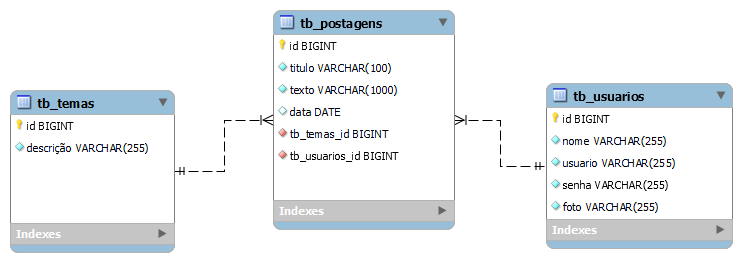 tb_temas
id BIGINT
descrição VARCHAR(255)
Indexes
tb_postagens
id BIGINT
titulo VARCHAR(100)
texto VARCHAR(1000)
data DATE
tb_temas_id BIGINT
tb_usuarios_id BIGINT
Indexes
tb_usuarios
id BIGINT
nome VARCHAR(255)
usuario VARCHAR(255)
senha VARCHAR(255)
foto VARCHAR(255)
Indexes